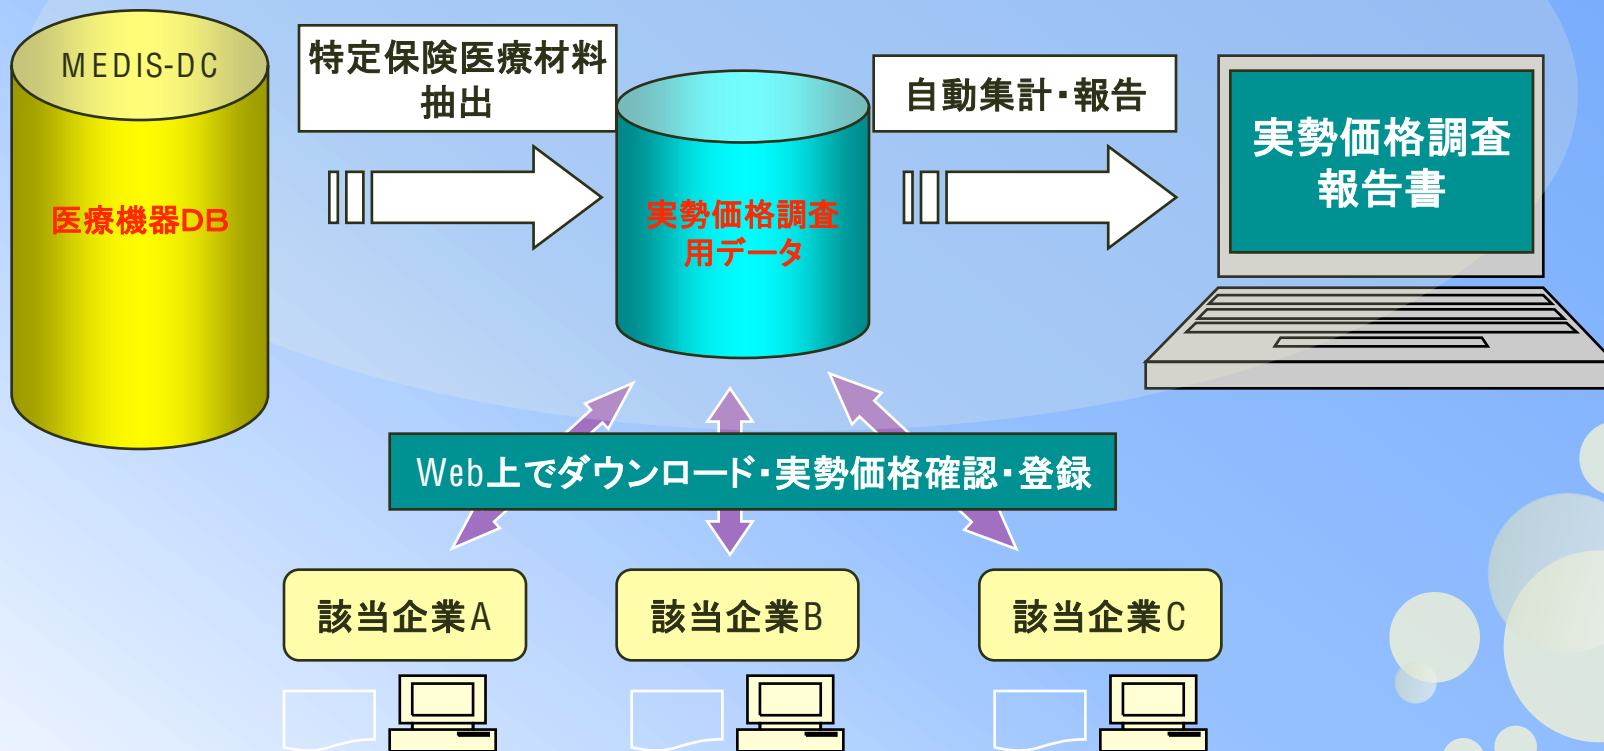 MEDIS-DC
医療機器DB
特定保険医療材料
抽出
実勢価格調査
用データ
自動集計・報告
実勢価格調査
報告書
Web上でダウンロード・実勢価格確認・登録
該当企業A
該当企業B
該当企業C